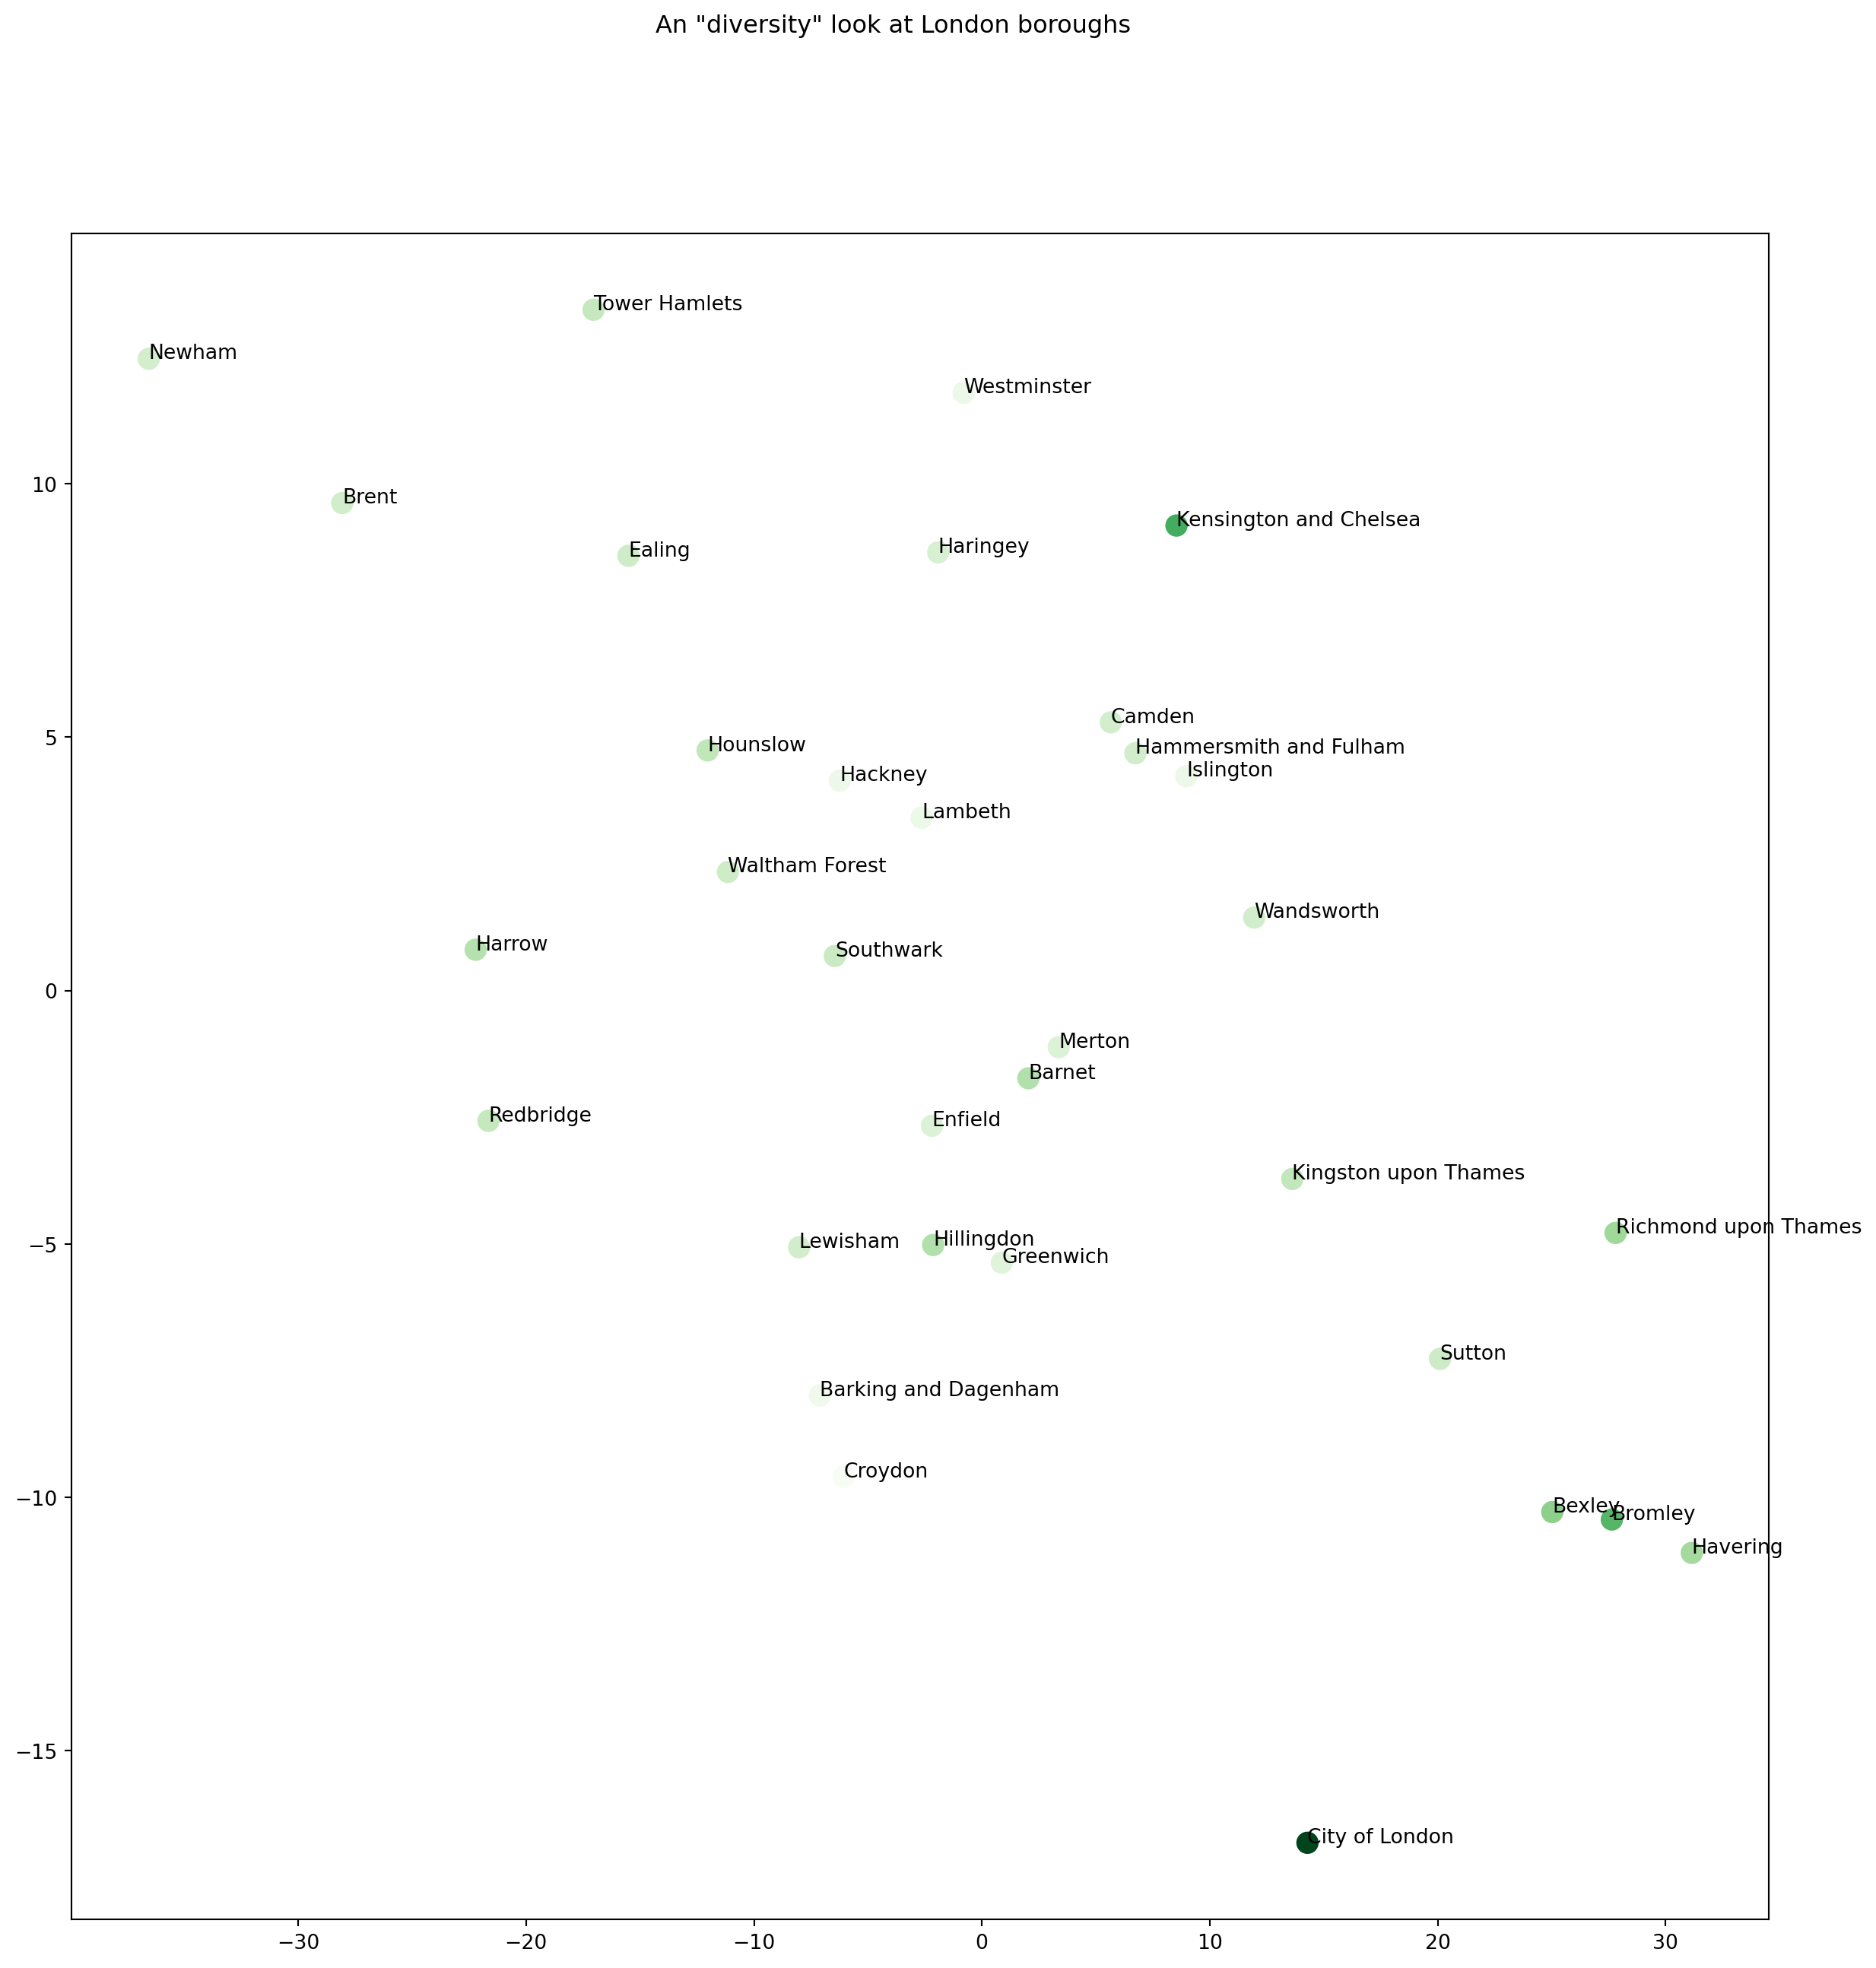 An "diversity" look at London boroughs
Tower Hamlets
Newham
Westminster
10
Brent
Kensington and Chelsea
Ealing
Haringey
Camden
5
Hounslow
Hammersmith and Fulham
Islington
Hackney
Lambeth
Waltham Forest
Wandsworth
Harrow
Southwark
0
Merton
Barnet
Redbridge
Enfield
Kingston upon Thames
Richmond upon Thames
−5
Lewisham
Hillingdon
Greenwich
Sutton
Barking and Dagenham
Croydon
−10
Bexley
Bromley
Havering
−15
City of London
−30 −20 −10 0 10 20 30